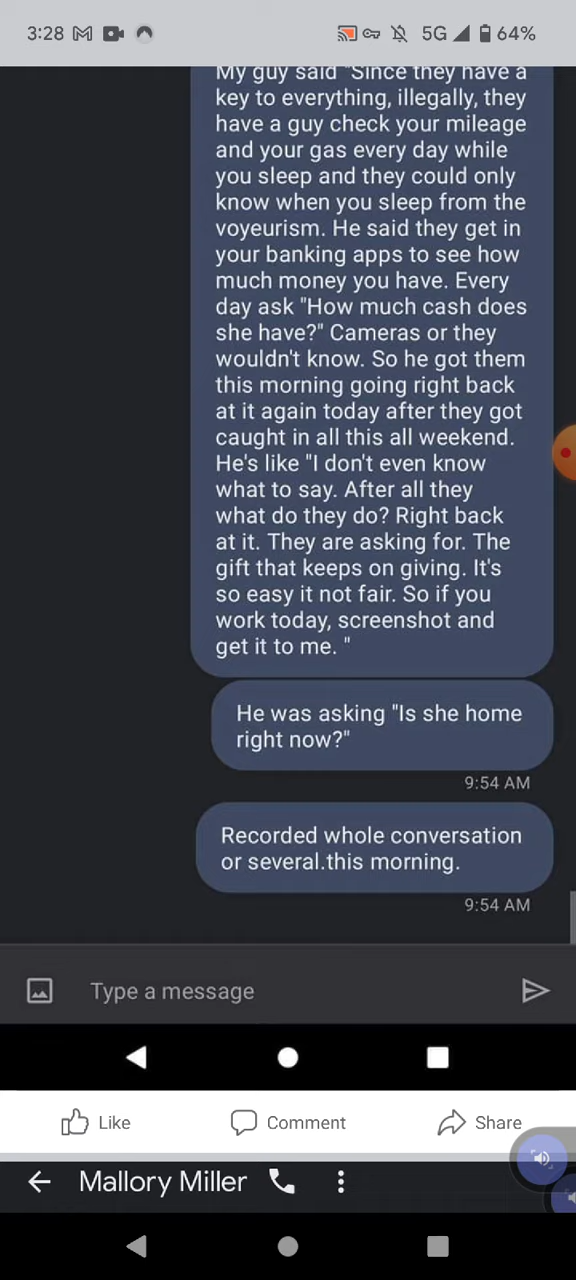 3:28 5G 64%
My guy said "Since they have a
key to everything, illegally, they
have a guy check your mileage
and your gas every day while
you sleep and they could only
know when you sleep from the
voyeurism. He said they get in
your banking apps to see how
much money you have. Every
day ask "How much cash does
she have?" Cameras or they
wouldn't know. So he got them
this morning going right back
at it again today after they got
caught in all this all weekend.
He's like "I don't even know
what to say. After all they
what do they do? Right back
at it. They are asking for. The
gift that keeps on giving. It's
so easy it not fair. So if you
work today, screenshot and
get it to me. "
He was asking "Is she home
right now?"
9:54 AM
Recorded whole conversation
or several.this morning.
9:54 AM
Type a message
Like Comment Share
Mallory Miller